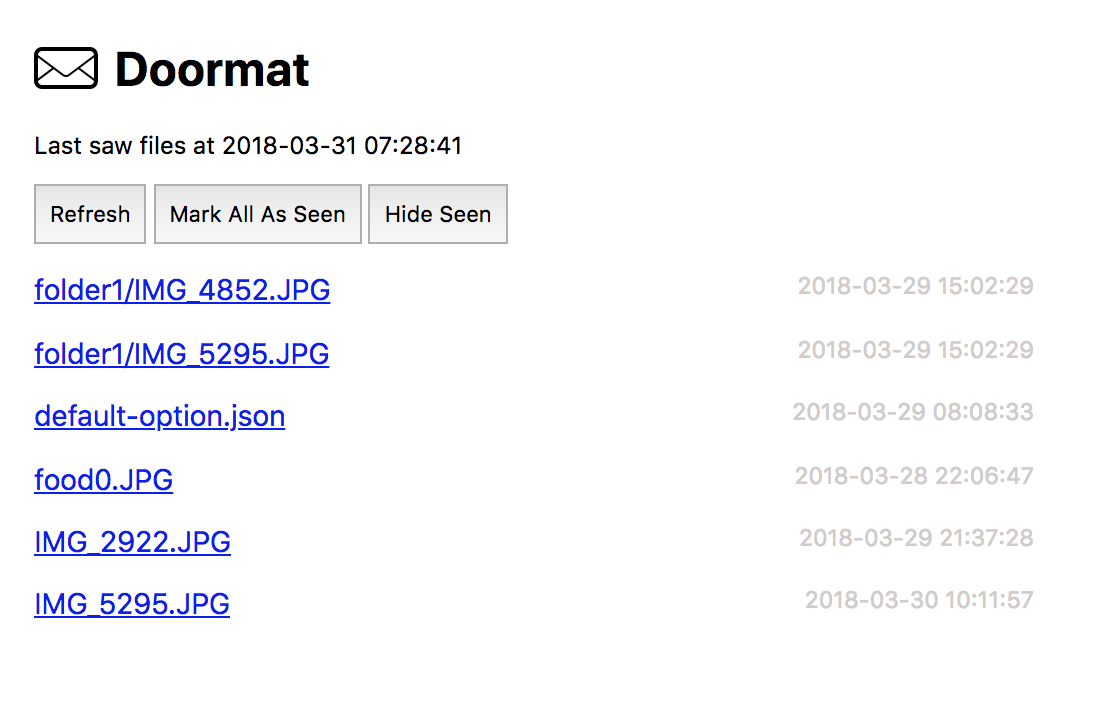 Doormat
Last saw files at 2018-03-31 07:28:41
Refresh Mark All As Seen Hide Seen
folder1/IMG_4852.JPG 2018-03-29 15:02:29
folder1/IMG_5295.JPG 2018-03-29 15:02:29
default-option.json 2018-03-29 08:08:33
food0.JPG 2018-03-28 22:06:47
IMG_2922.JPG 2018-03-29 21:37:28
IMG_5295.JPG 2018-03-30 10:11:57